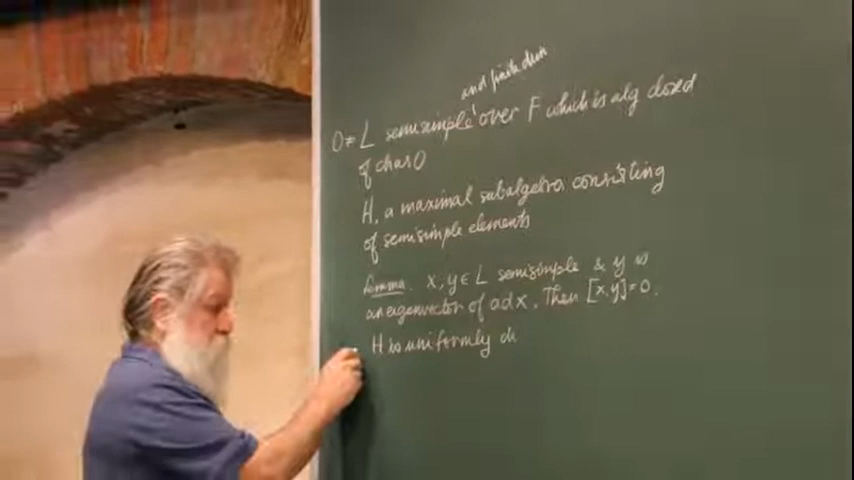 and finite dim
0≠ L semisimple over F which is alg closed
of char 0
H, a maximal subalgebra consisting
of semisimple elements
Lemma. x, y ∈ L semisimple & y is
an eigenvector of ad x. Then [x,y]=0.
H is uniformly di